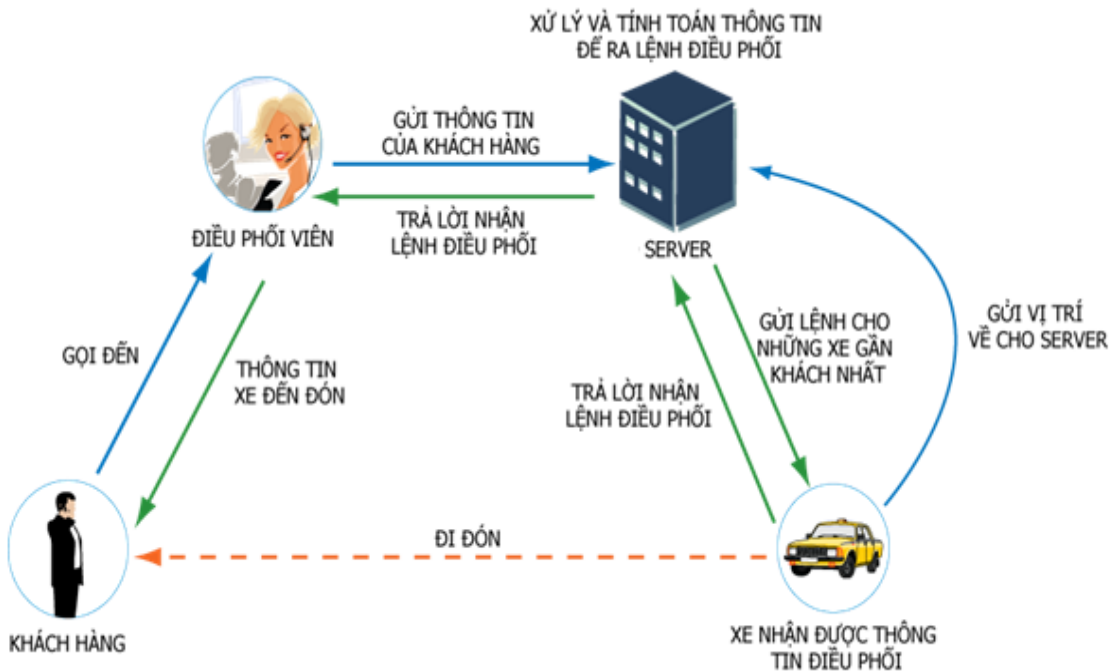 XỬ LÝ VÀ TÍNH TOÁN THÔNG TIN
ĐỂ RA LỆNH ĐIỀU PHỐI
GỬI THÔNG TIN
CỦA KHÁCH HÀNG
TRẢ LỜI NHẬN
LỆNH ĐIỀU PHỐI
ĐIỀU PHỐI VIÊN
SERVER
GỌI ĐẾN
THÔNG TIN
XE ĐẾN ĐÓN
GỬI LỆNH CHO
NHỮNG XE GẦN
KHÁCH NHẤT
GỬI VỊ TRÍ
VỀ CHO SERVER
TRẢ LỜI NHẬN
LỆNH ĐIỀU PHỐI
ĐI ĐÓN
KHÁCH HÀNG
XE NHẬN ĐƯỢC THÔNG
TIN ĐIỀU PHỐI